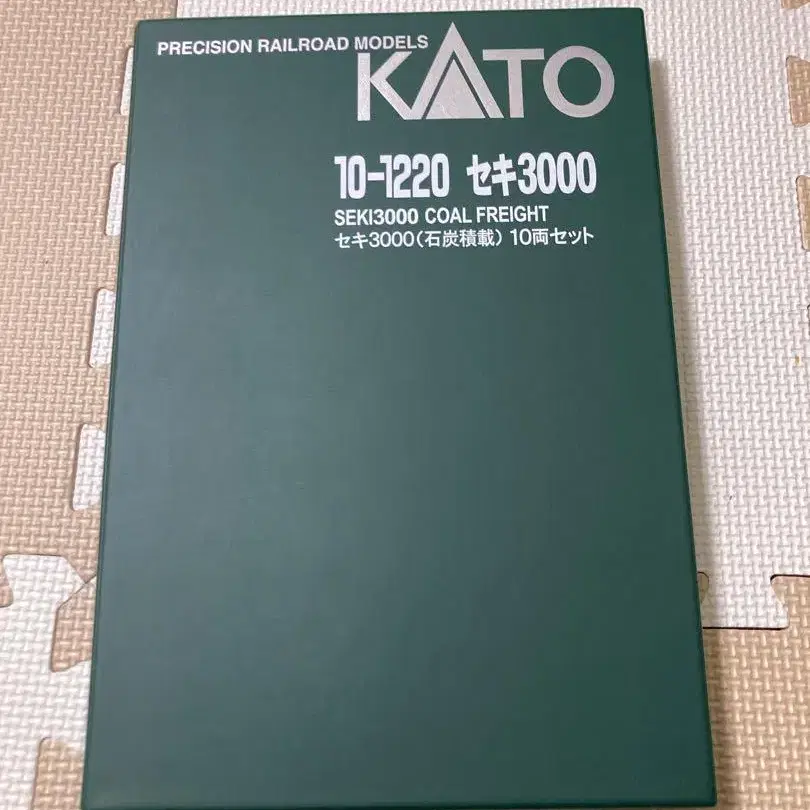 PRECISION RAILROAD MODELS
KATO
10-1220 セキ3000
SEKI3000 COAL FREIGHT
セキ3000(石炭積載) 10両セット